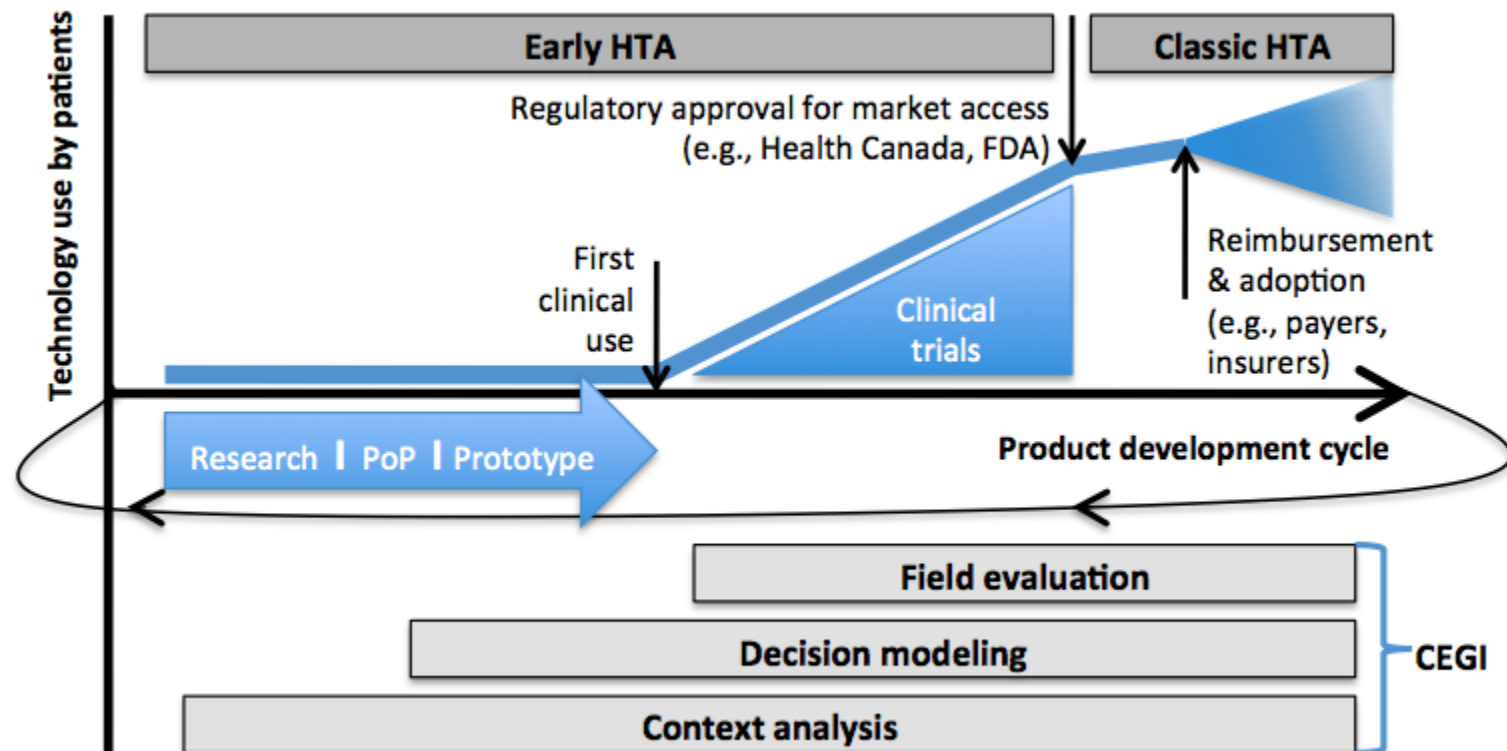 Technology use by patients
Early HTA
Classic HTA
Regulatory approval for market access
(e.g., Health Canada, FDA)
First
clinical
use
Clinical
trials
Reimbursement
& adoption
(e.g., payers,
insurers)
Research I PoP I Prototype
Product development cycle
Field evaluation
Decision modeling
CEGI
Context analysis